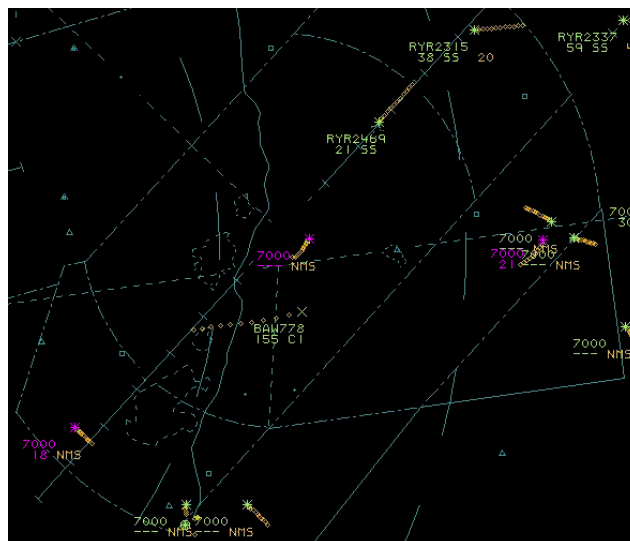 RYR2315
38 SS 20
RYR2337
59 SS
RYR2469
21 SS
7000
NMS
7000
--- NMS
7000
21
7000
--- NMS
BAW778
155 CI
7000
--- NMS
7000
18 NMS
7000
--- NMS
7000
--- NMS